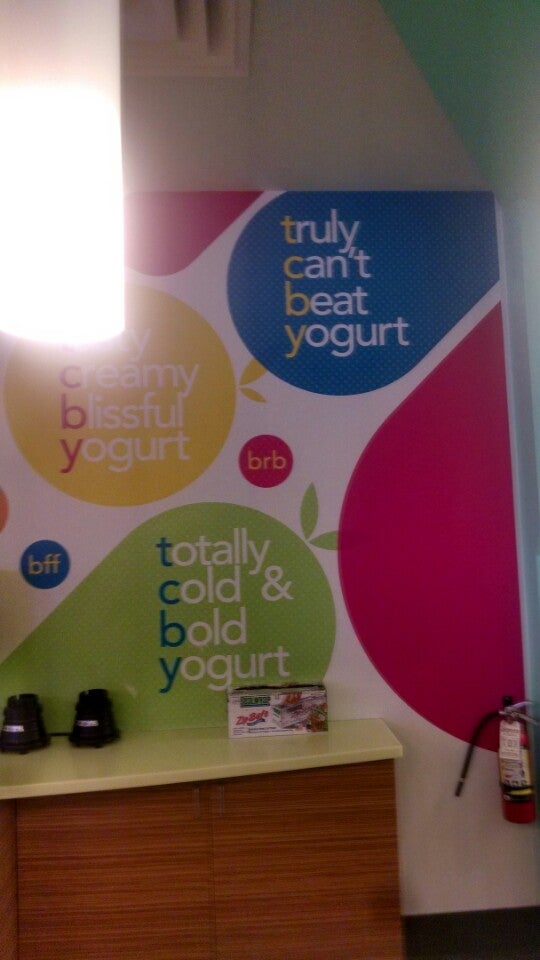 truly
can't
beat
yogurt
creamy
blissful
yogurt
brb
bff
totally
cold &
bold
yogurt